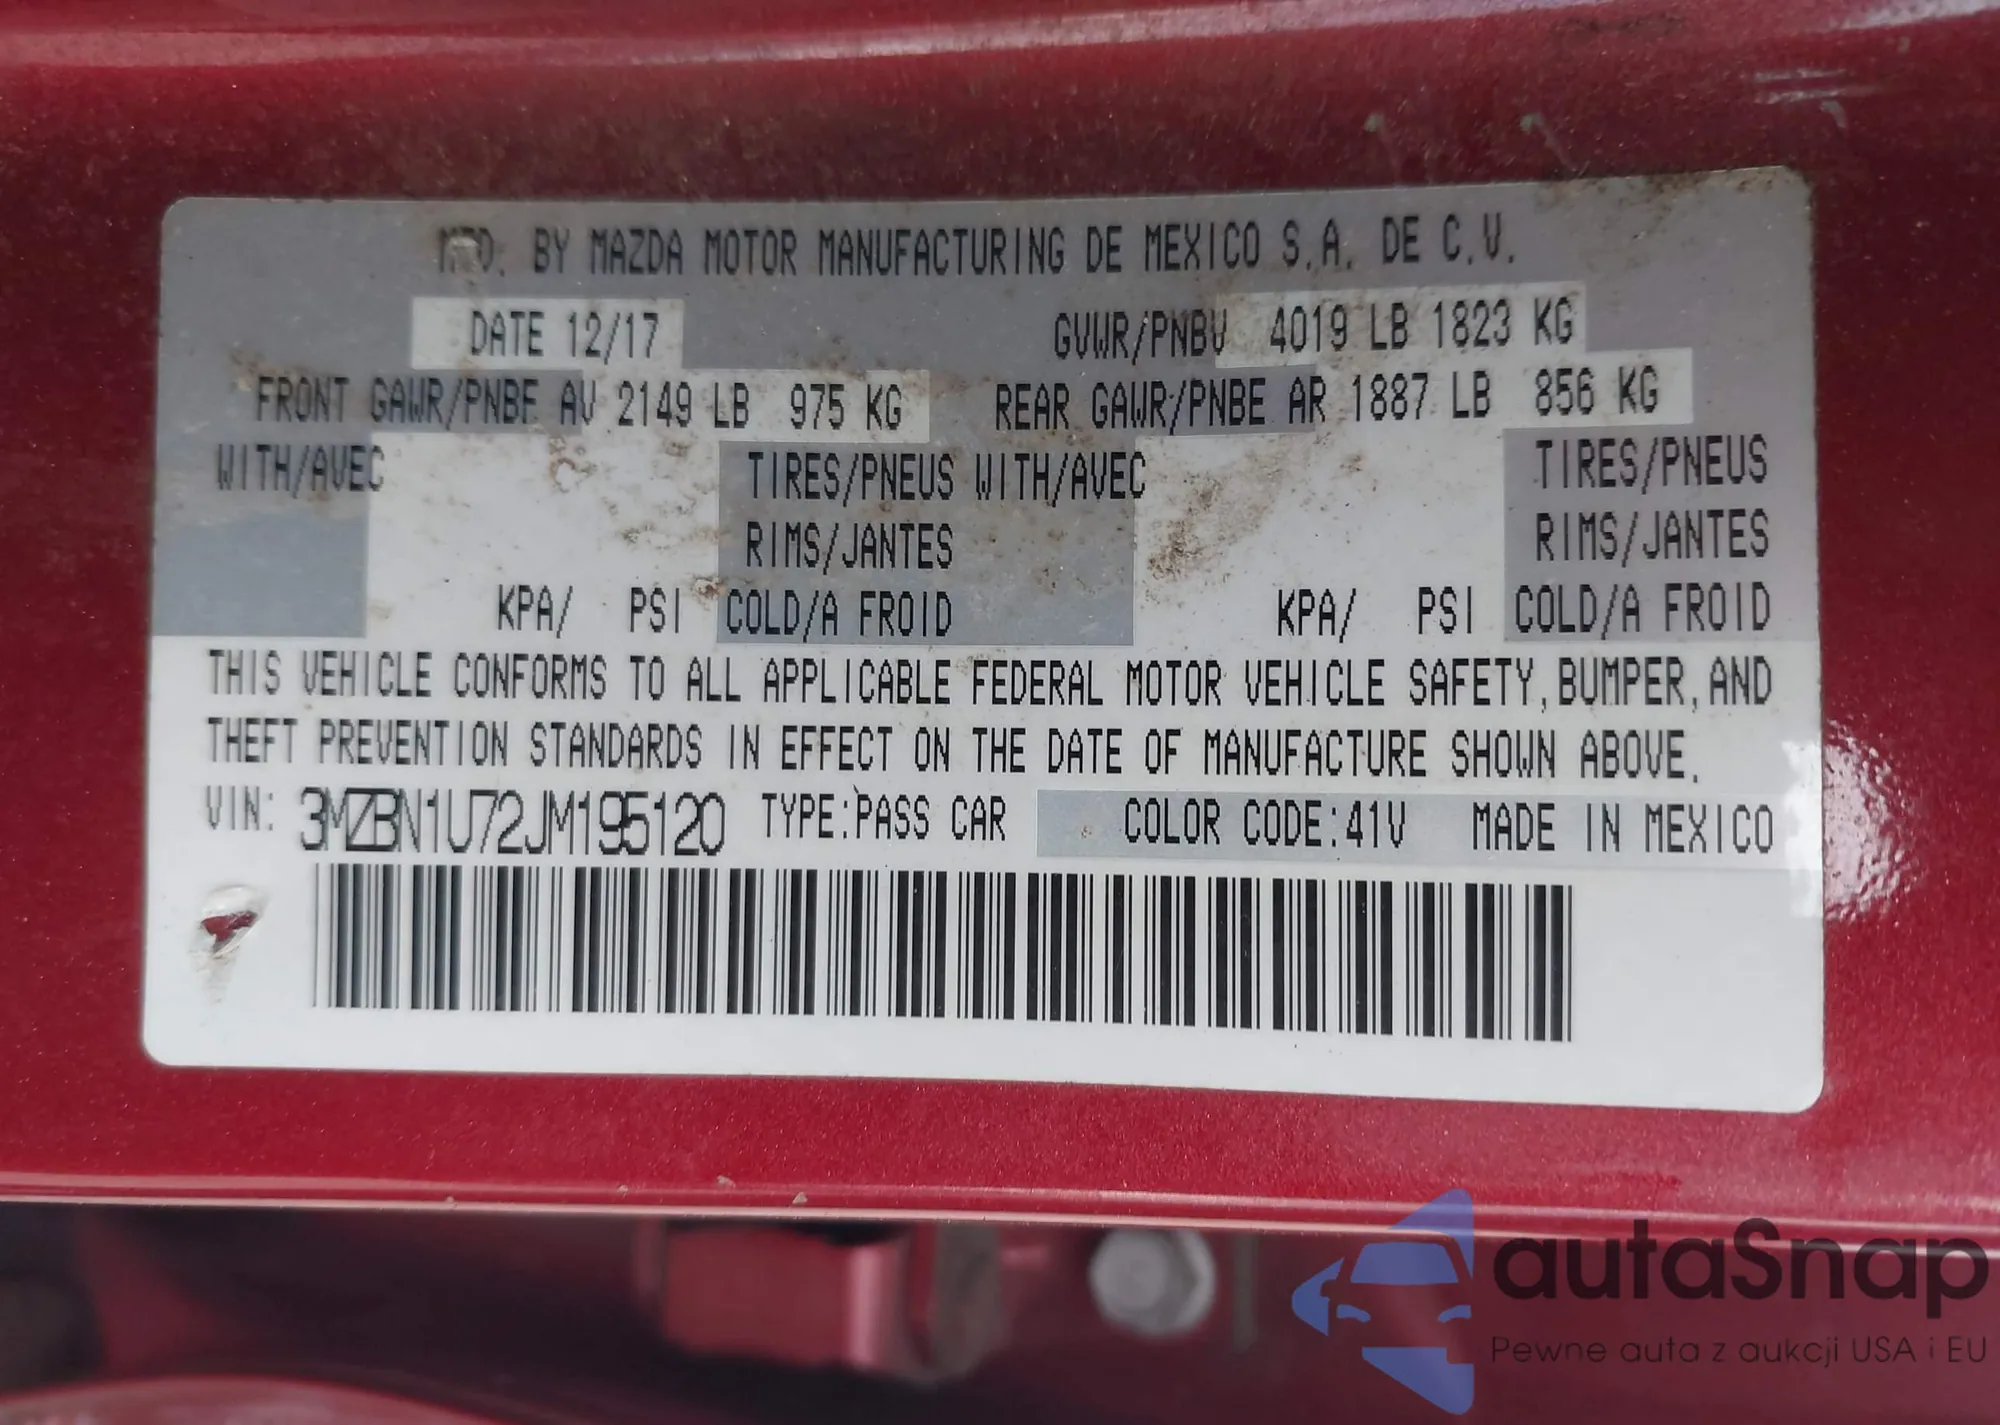 MFD. BY MAZDA MOTOR MANUFACTURING DE MEXICO S.A. DE C.V.
DATE 12/17 GVWR/PNBV 4019 LB 1823 KG
FRONT GAWR/PNBE AV 2149 LB 975 KG REAR GAWR/PNBE AR 1887 LB 856 KG
WITH/AVEC TIRES/PNEUS WITH/AVEC TIRES/PNEUS
RIMS/JANTES RIMS/JANTES
KPA/ PSI COLD/A FROID KPA/ PSI COLD/A FROID
THIS VEHICLE CONFORMS TO ALL APPLICABLE FEDERAL MOTOR VEHICLE SAFETY, BUMPER, AND
THEFT PREVENTION STANDARDS IN EFFECT ON THE DATE OF MANUFACTURE SHOWN ABOVE.
VIN: 3MZBN1U72JM195120 TYPE:PASS CAR COLOR CODE:41V MADE IN MEXICO
autaSnap
Pewne auta z aukcji USA i EU